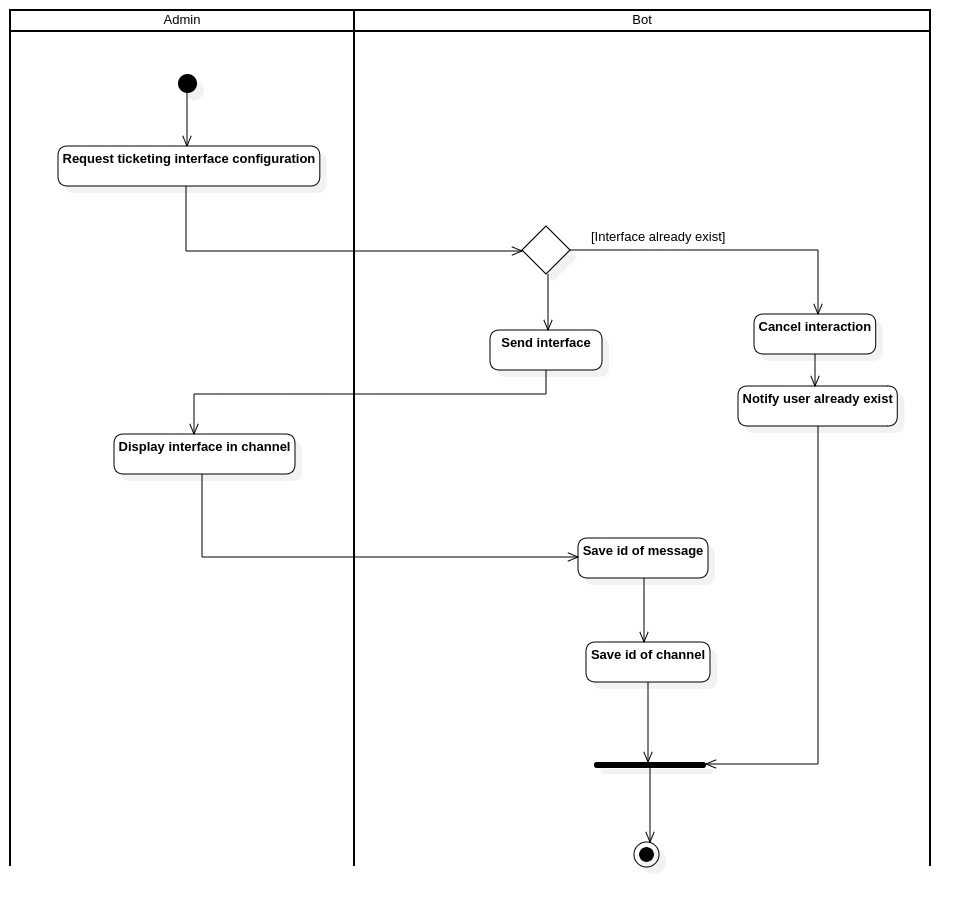 Admin
Bot
Request ticketing interface configuration
[Interface already exist]
Cancel interaction
Send interface
Notify user already exist
Display interface in channel
Save id of message
Save id of channel